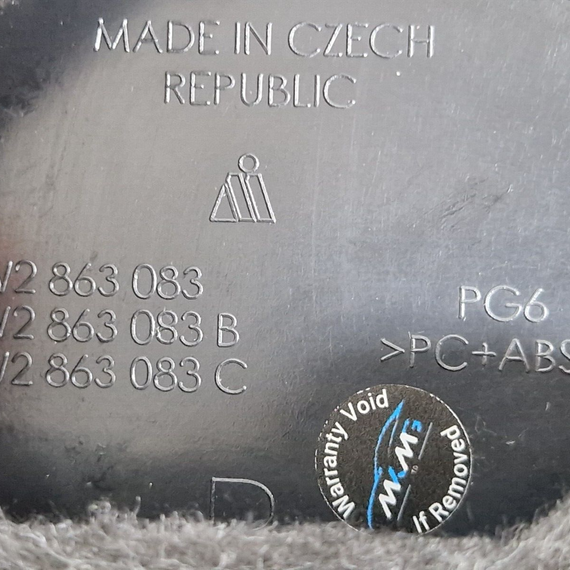 MADE IN CZECH
REPUBLIC
2 863 083
2 863 083 B
2 863 083 C
PG6
>PC+ABS
D
Warranty Void
If Removed